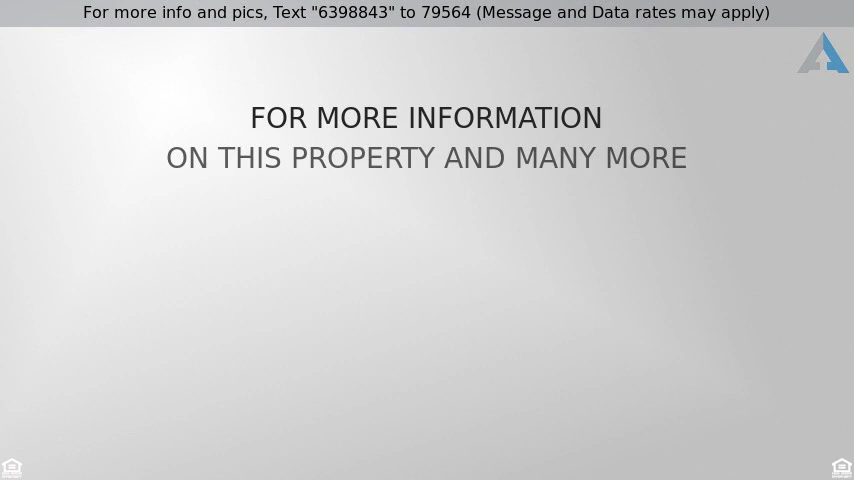 For more info and pics, Text "6398843" to 79564 (Message and Data rates may apply)
FOR MORE INFORMATION
ON THIS PROPERTY AND MANY MORE